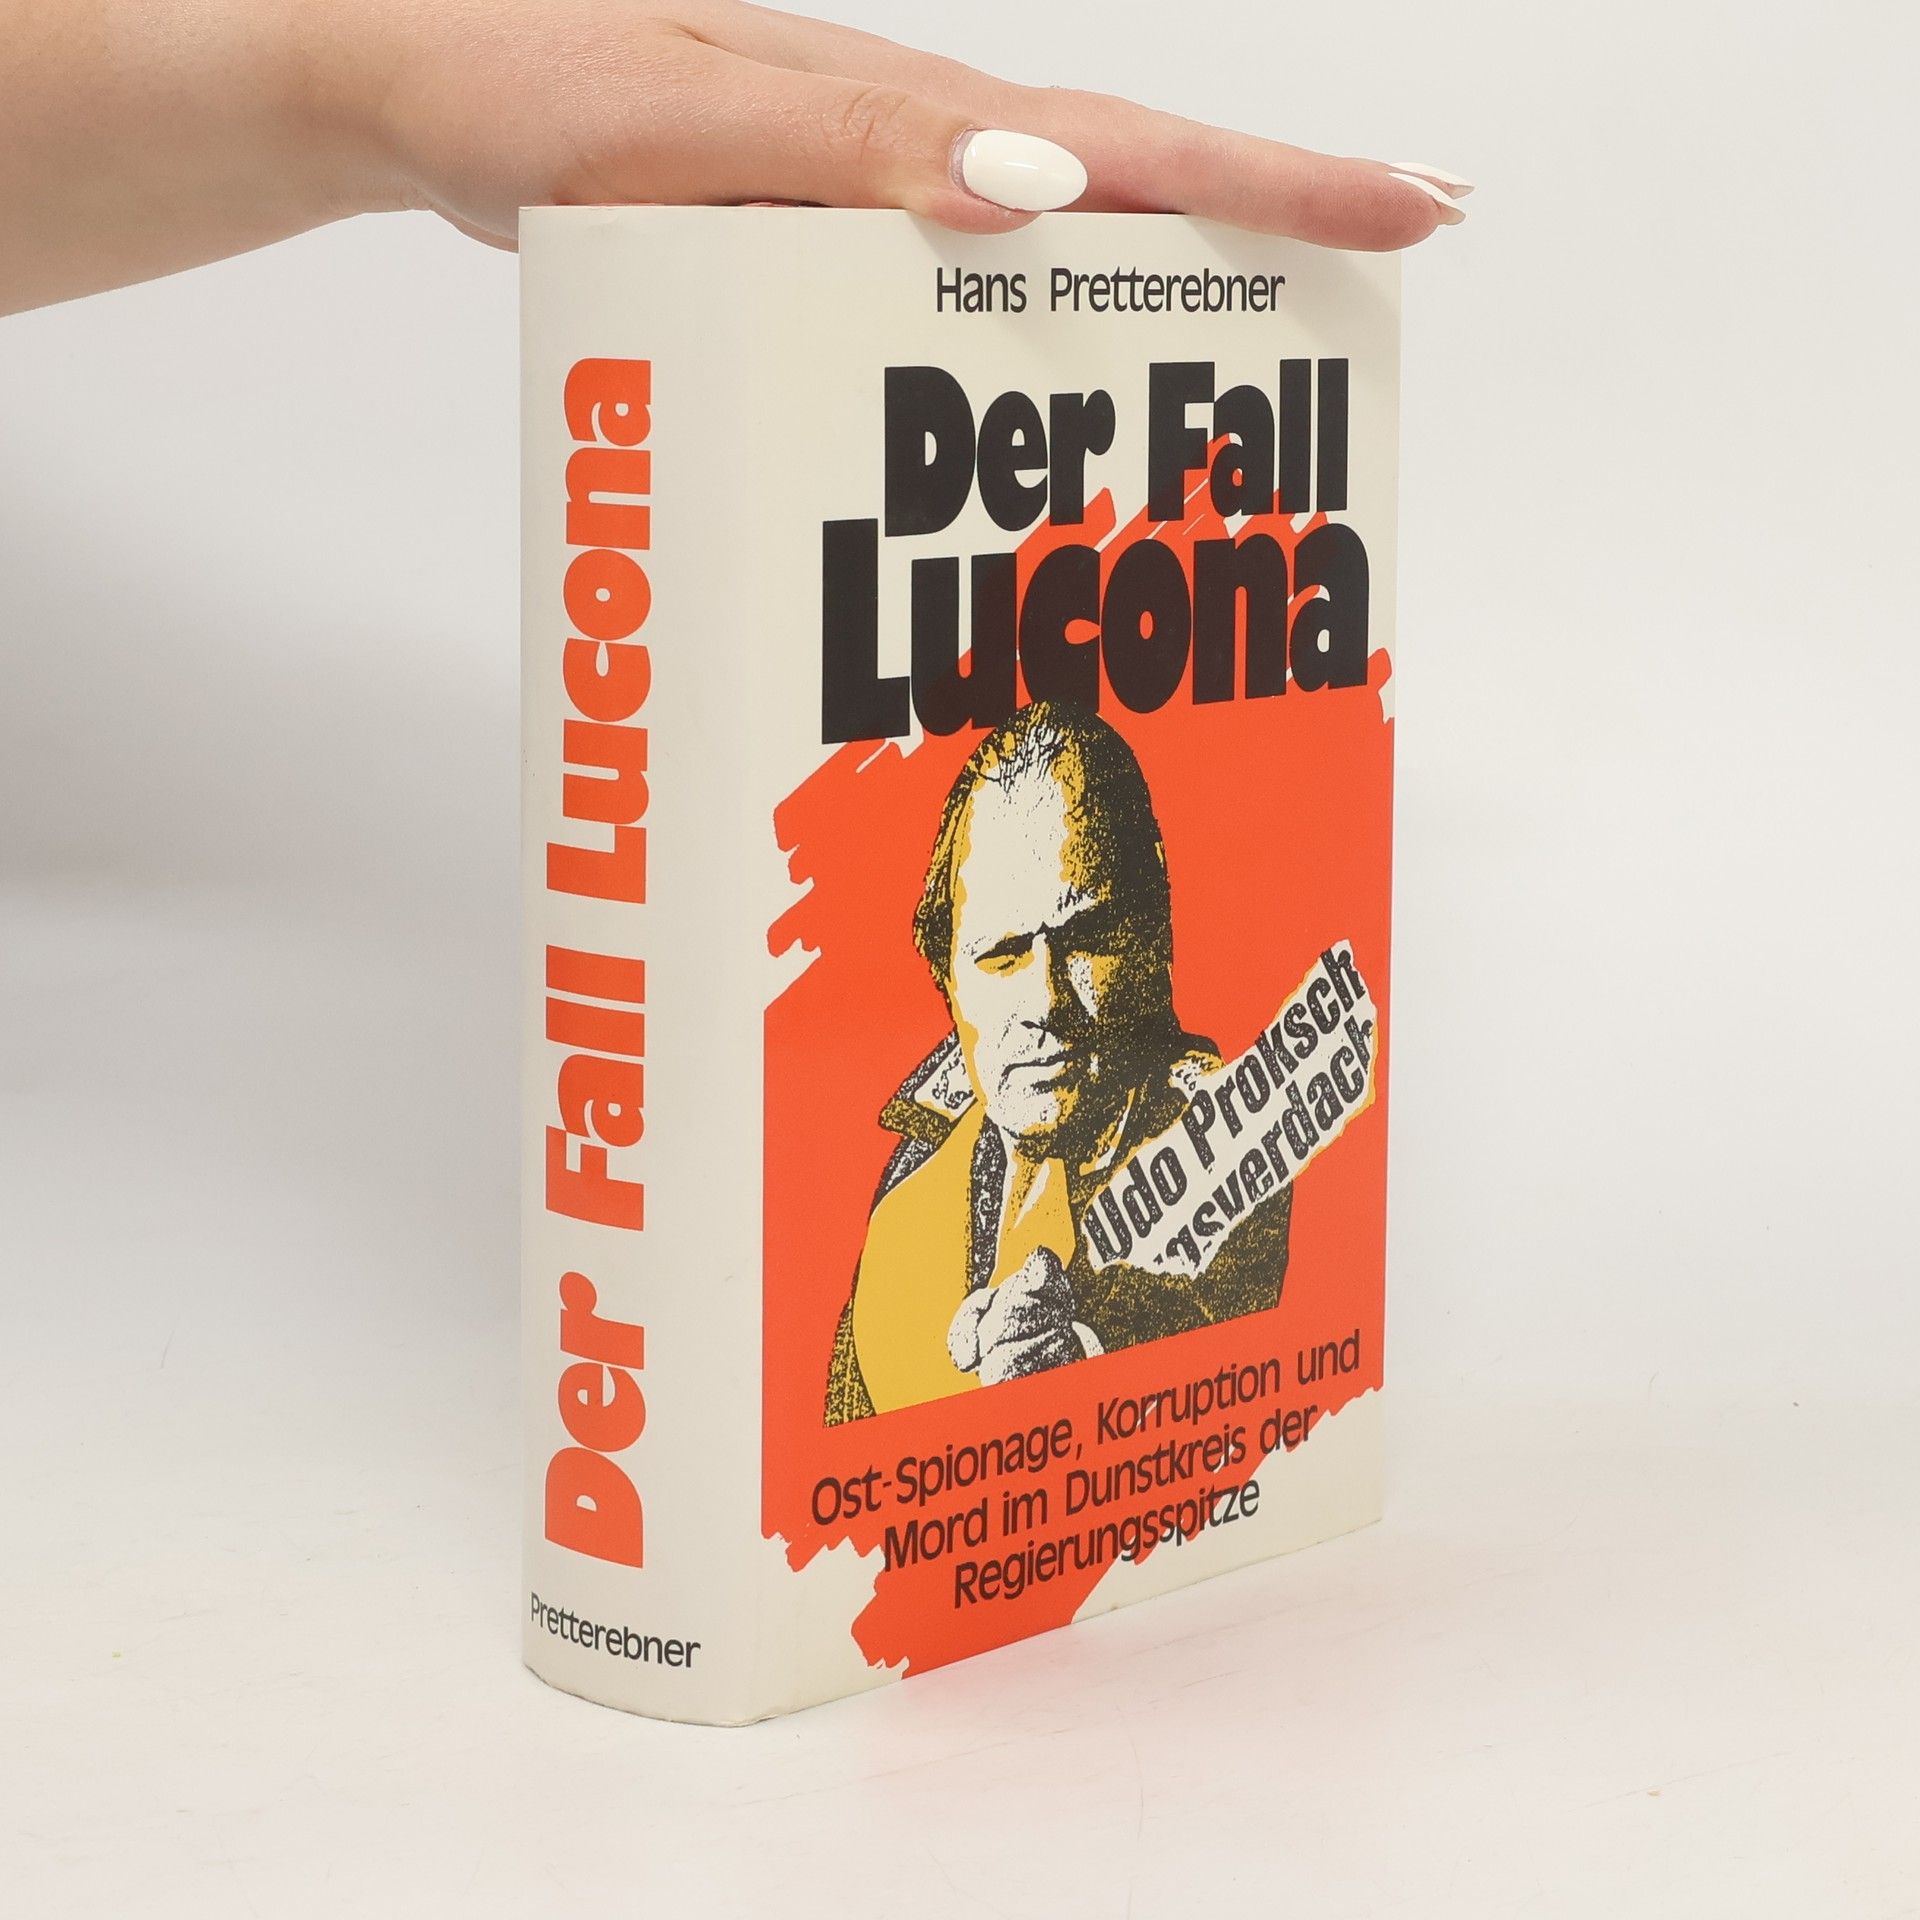 Hans Pretterebner
Der Fall
Lucona
Udo Proksch
gsverdach
Ost-Spionage, Korruption und
Mord im Dunstkreis der
Regierungsspitze
Der Fall Lucona
Pretterebner